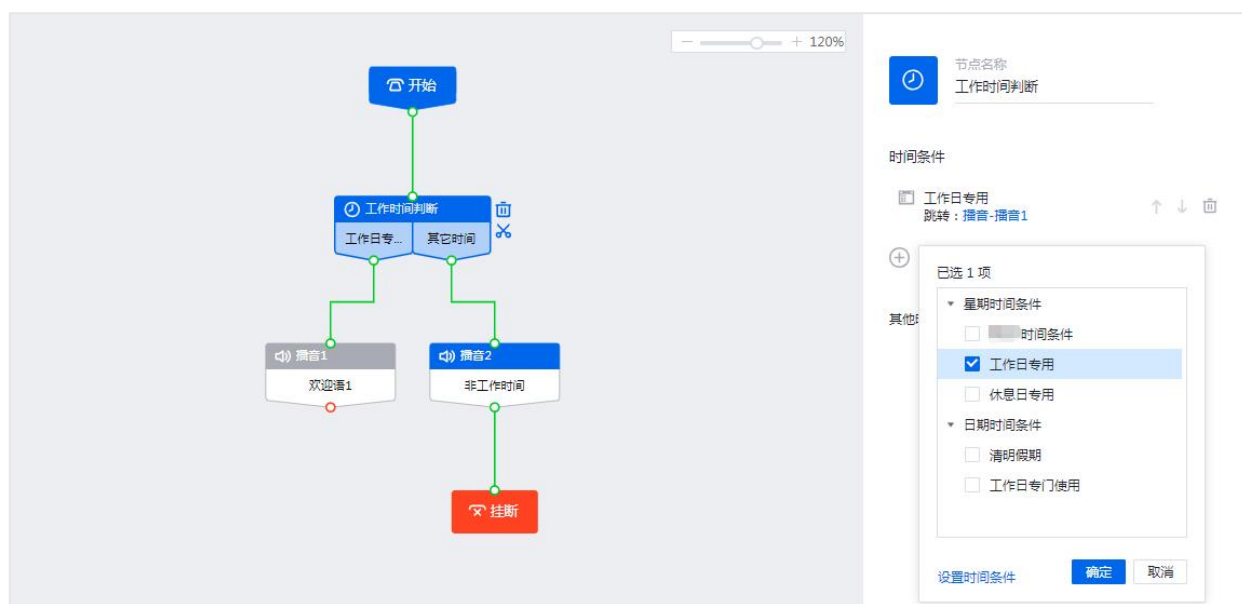 120%
开始
工作时间判断
工作日专...
其它时间
播音1
欢迎语1
播音2
非工作时间
挂断
节点名称
工作时间判断
时间条件
工作日专用
跳转：播音-播音1
其他
已选 1 项
星期时间条件
时间条件
工作日专用
休息日专用
日期时间条件
清明假期
工作日专门使用
设置时间条件
确定
取消